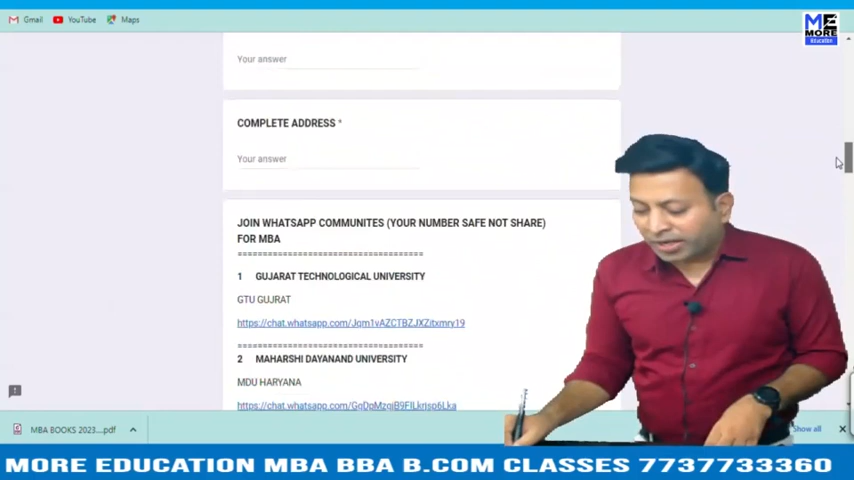 Gmail YouTube Maps
ME
MORE
Education
Your answer
COMPLETE ADDRESS *
Your answer
JOIN WHATSAPP COMMUNITES (YOUR NUMBER SAFE NOT SHARE)
FOR MBA
====================================
1 GUJARAT TECHNOLOGICAL UNIVERSITY
GTU GUJRAT
https://chat.whatsapp.com/Jqm1vAZCTBZJXZitxmry19
====================================
2 MAHARSHI DAYANAND UNIVERSITY
MDU HARYANA
MBA BOOKS 2023....pdf
Show all
MORE EDUCATION MBA BBA B.COM CLASSES 7737733360